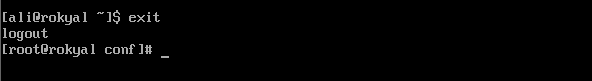 [ali@rokyal ~]$ exit
logout
[root@rokyal conf]# _